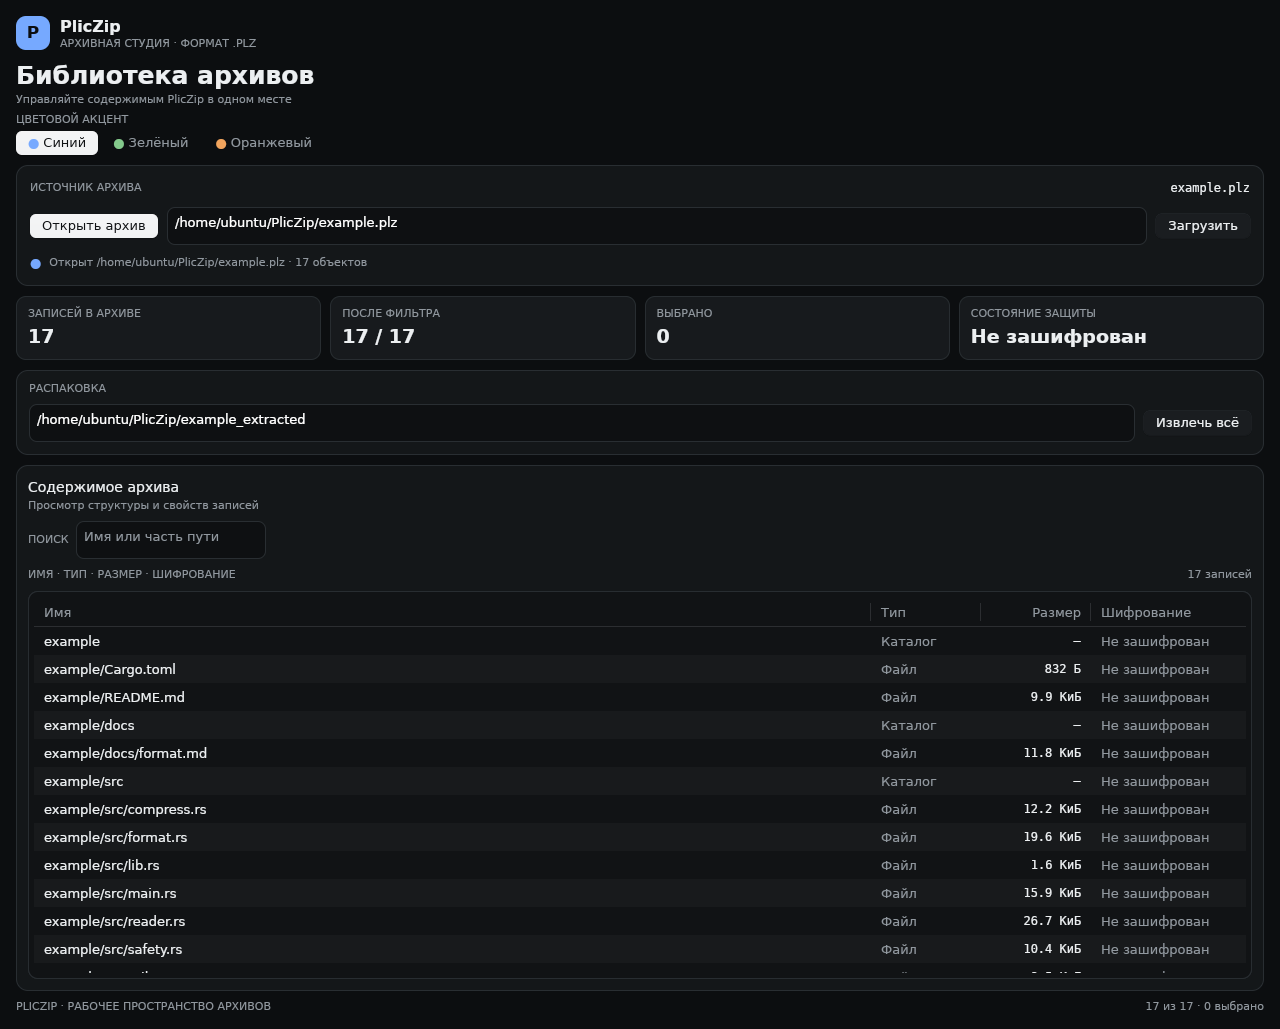 P
PlicZip
АРХИВНАЯ СТУДИЯ · ФОРМАТ .PLZ
Библиотека архивов
Управляйте содержимым PlicZip в одном месте
ЦВЕТОВОЙ АКЦЕНТ
Синий Зелёный Оранжевый
ИСТОЧНИК АРХИВА example.plz
Открыть архив /home/ubuntu/PlicZip/example.plz Загрузить
Открыт /home/ubuntu/PlicZip/example.plz · 17 объектов
ЗАПИСЕЙ В АРХИВЕ ПОСЛЕ ФИЛЬТРА ВЫБРАНО СОСТОЯНИЕ ЗАЩИТЫ
17 17 / 17 0 Не зашифрован
РАСПАКОВКА
/home/ubuntu/PlicZip/example_extracted Извлечь всё
Содержимое архива
Просмотр структуры и свойств записей
ПОИСК Имя или часть пути
ИМЯ · ТИП · РАЗМЕР · ШИФРОВАНИЕ 17 записей
Имя Тип Размер Шифрование
example Каталог — Не зашифрован
example/Cargo.toml Файл 832 Б Не зашифрован
example/README.md Файл 9.9 КиБ Не зашифрован
example/docs Каталог — Не зашифрован
example/docs/format.md Файл 11.8 КиБ Не зашифрован
example/src Каталог — Не зашифрован
example/src/compress.rs Файл 12.2 КиБ Не зашифрован
example/src/format.rs Файл 19.6 КиБ Не зашифрован
example/src/lib.rs Файл 1.6 КиБ Не зашифрован
example/src/main.rs Файл 15.9 КиБ Не зашифрован
example/src/reader.rs Файл 26.7 КиБ Не зашифрован
example/src/safety.rs Файл 10.4 КиБ Не зашифрован
PLICZIP · РАБОЧЕЕ ПРОСТРАНСТВО АРХИВОВ 17 из 17 · 0 выбрано